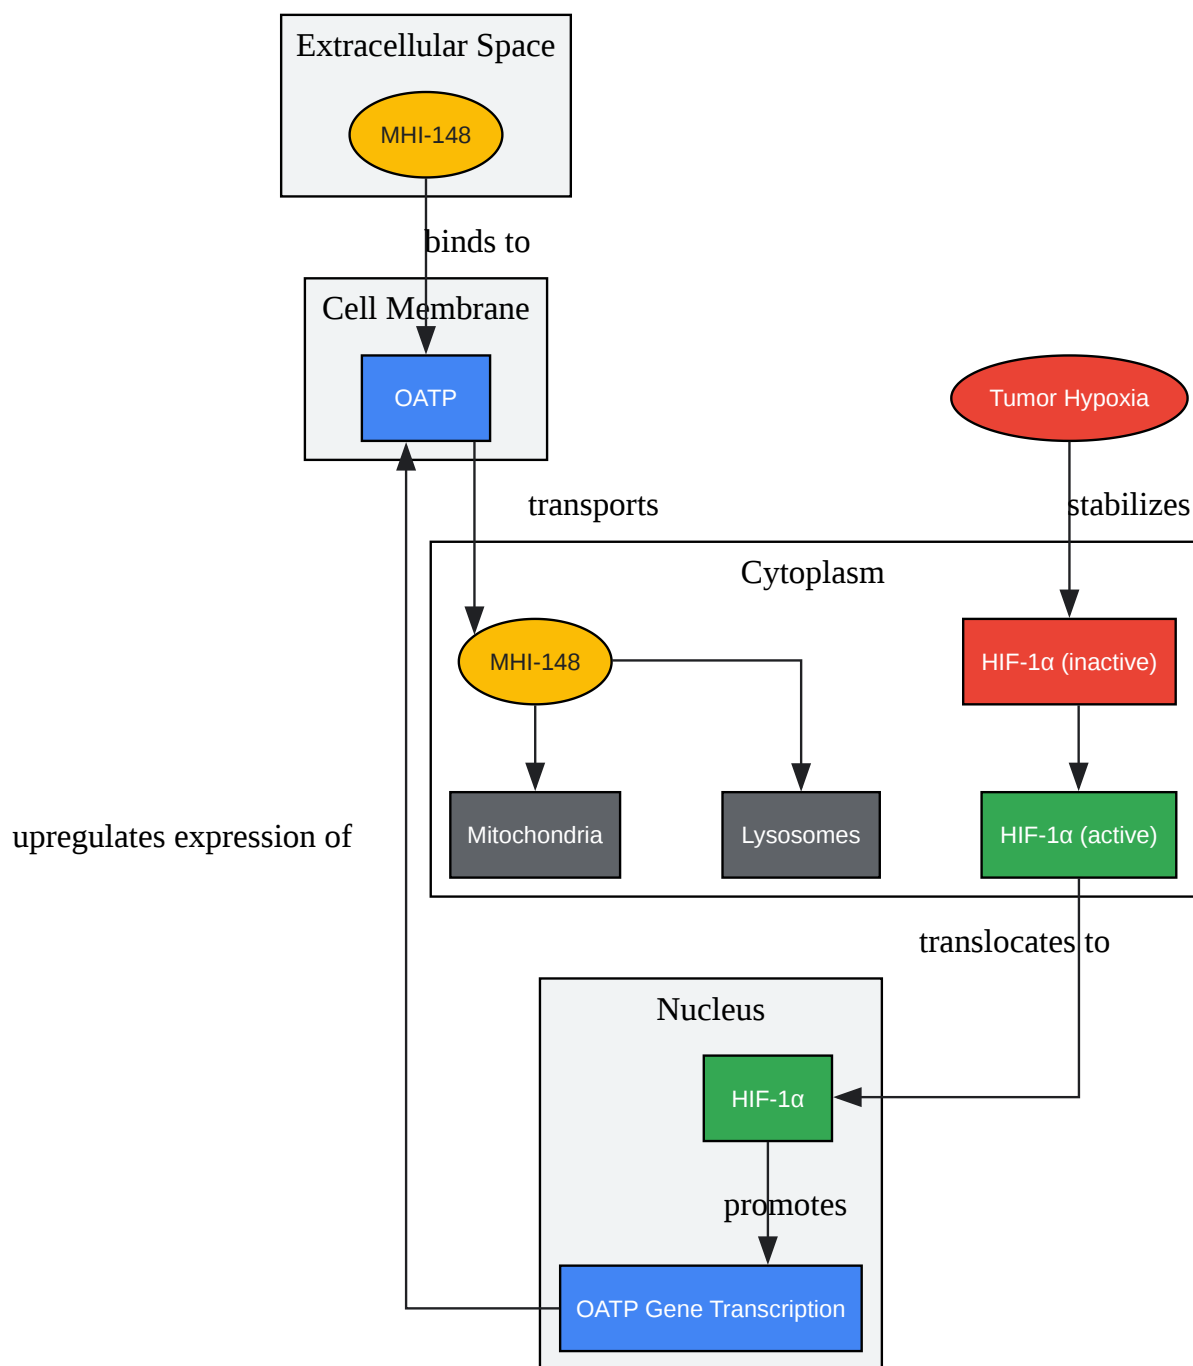 Extracellular Space
MHI-148
binds to
Cell Membrane
OATP
Tumor Hypoxia
transports
stabilizes
Cytoplasm
MHI-148
HIF-1α (inactive)
Mitochondria
Lysosomes
HIF-1α (active)
upregulates expression of
translocates to
Nucleus
HIF-1α
promotes
OATP Gene Transcription